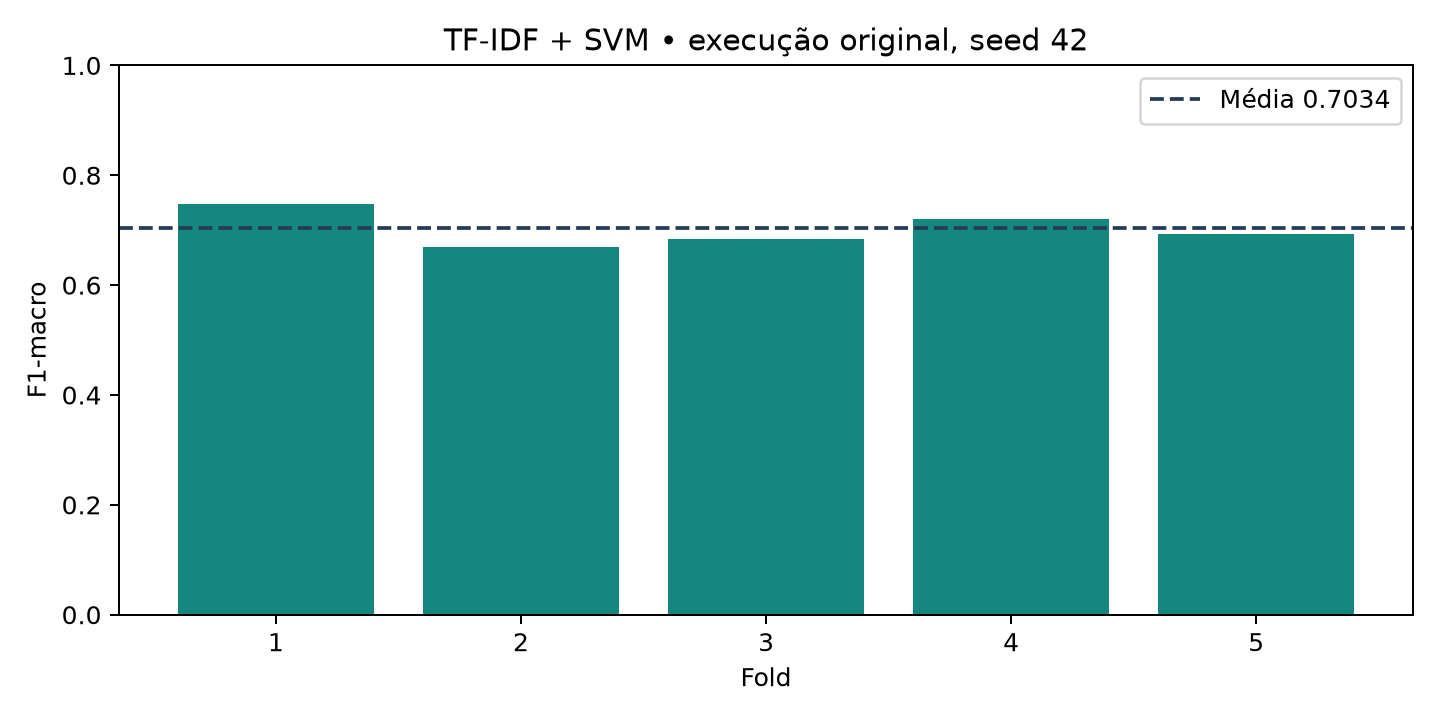 TF-IDF + SVM • execução original, seed 42
Média 0.7034
F1-macro
1.0
0.8
0.6
0.4
0.2
0.0
1 2 3 4 5
Fold